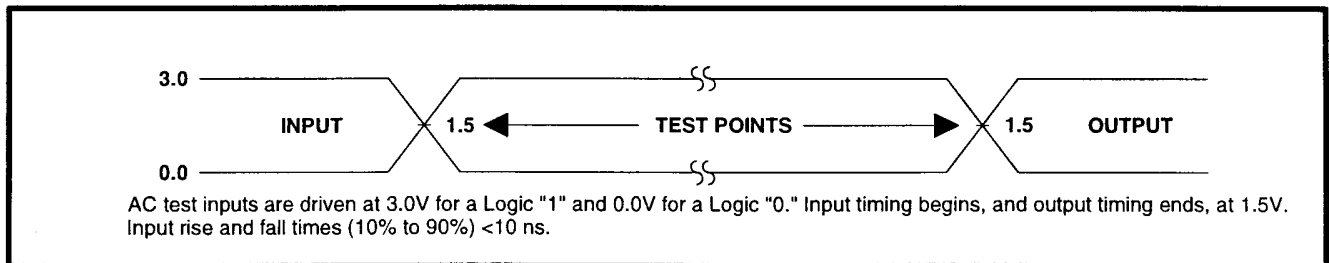 3.0
INPUT 1.5 TEST POINTS 1.5 OUTPUT
0.0
AC test inputs are driven at 3.0V for a Logic "1" and 0.0V for a Logic "0." Input timing begins, and output timing ends, at 1.5V.
Input rise and fall times (10% to 90%) <10 ns.